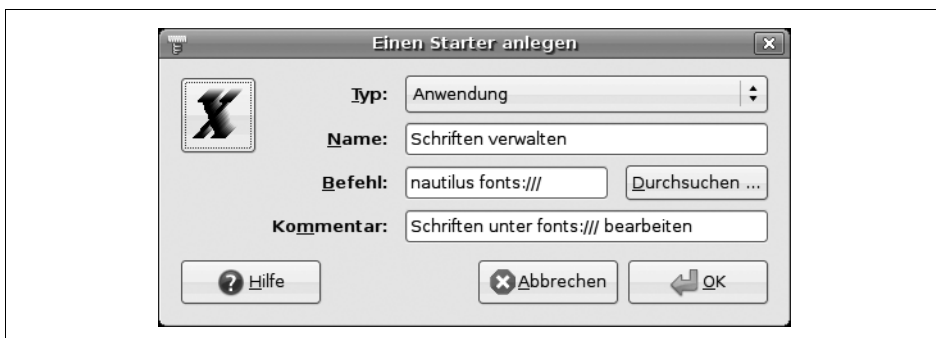 Einen Starter anlegen
Typ: Anwendung
Name: Schriften verwalten
Befehl: nautilus fonts:/// Durchsuchen ...
Kommentar: Schriften unter fonts:/// bearbeiten
Hilfe Abbrechen OK